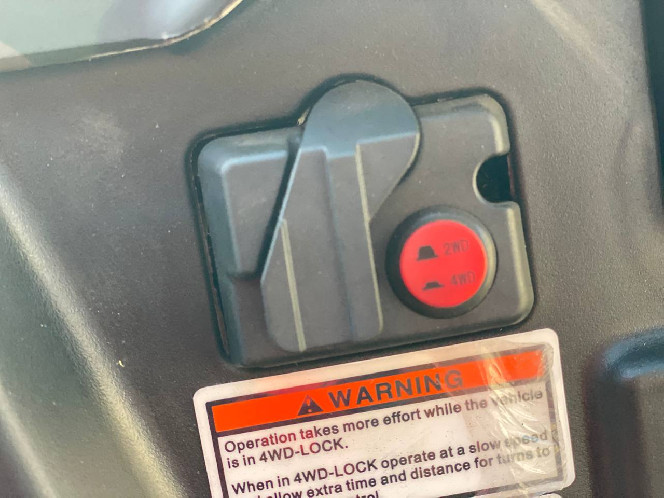 2WD
4WD
WARNING
Operation takes more effort while the vehicle
is in 4WD-LOCK.
When in 4WD-LOCK operate at a slow speed
allow extra time and distance for turns to